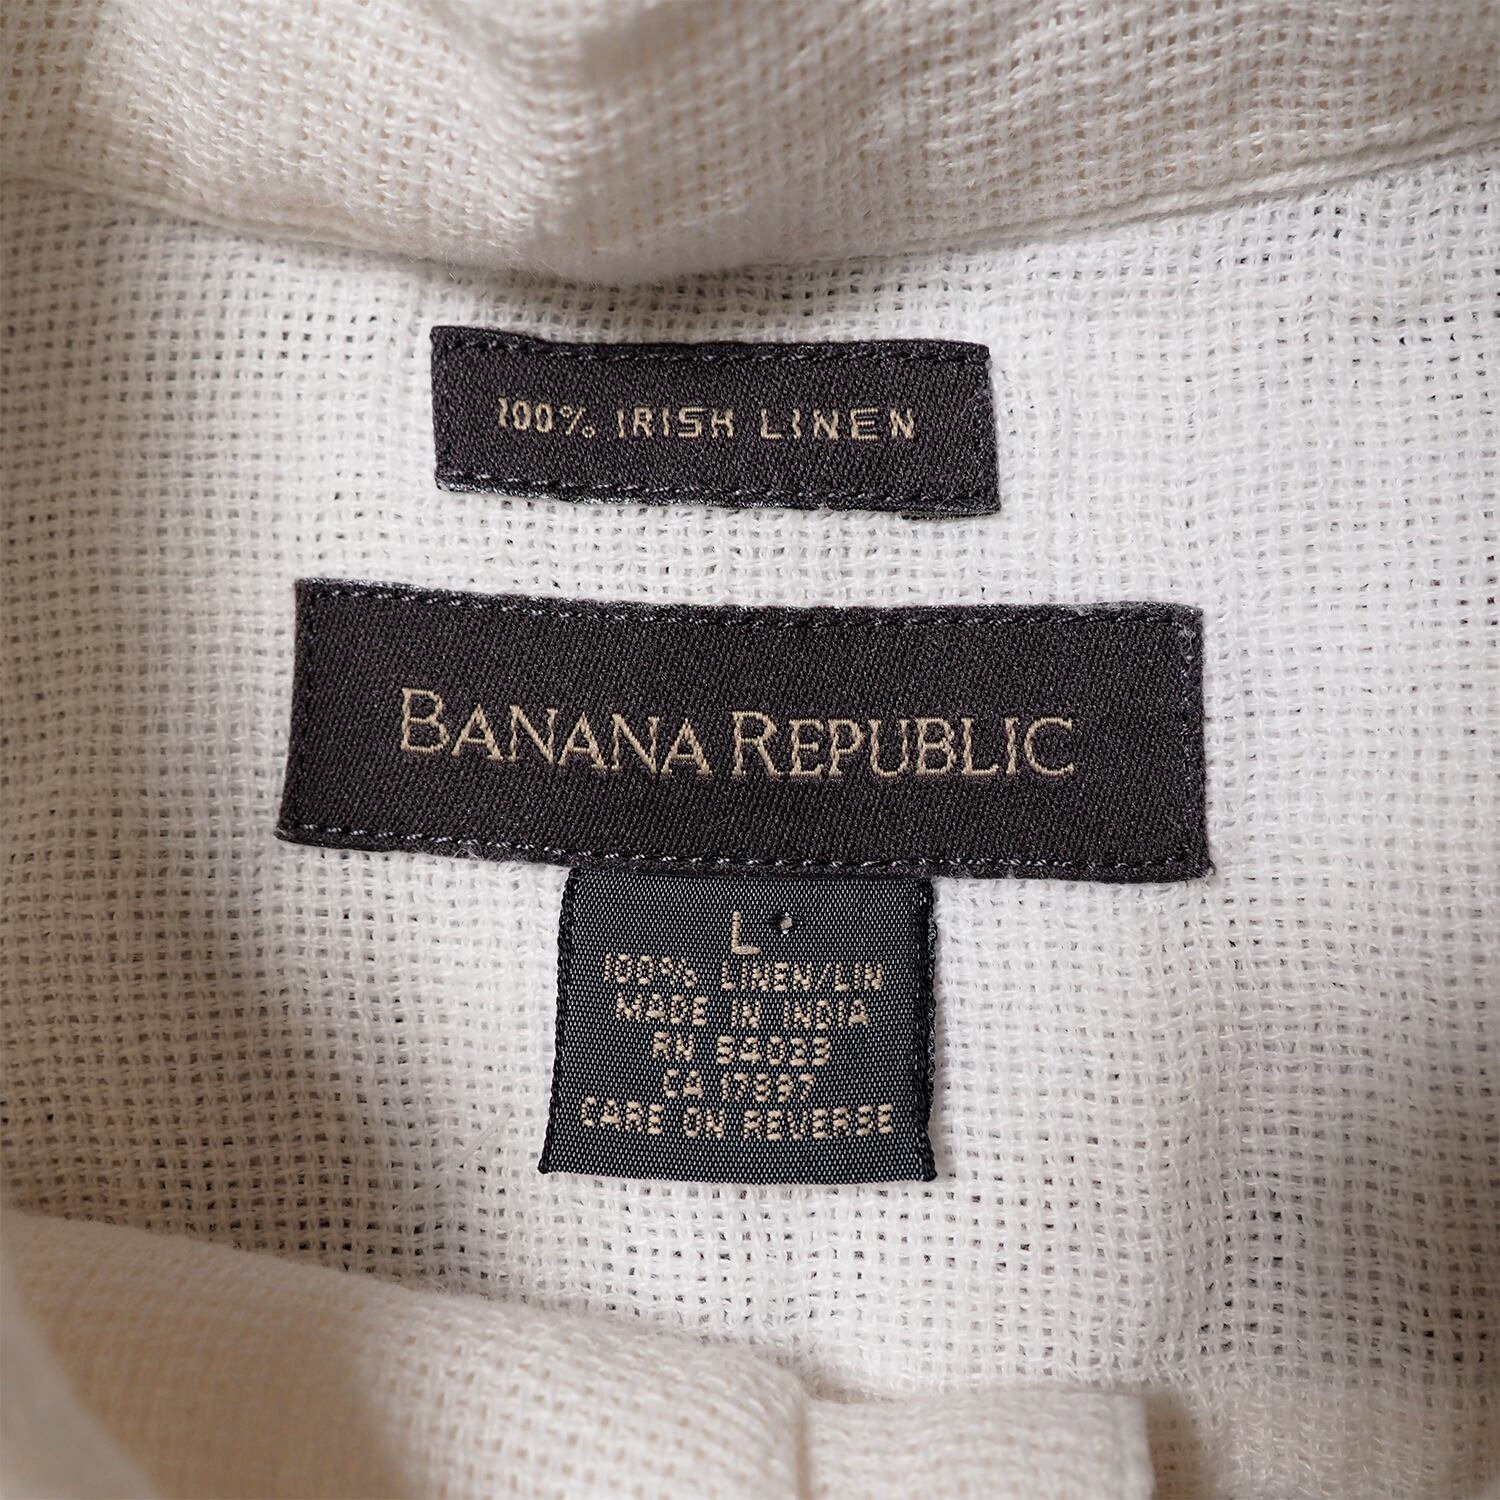 100% IRISH LINEN
BANANA REPUBLIC
L
100% LINEN/LIN
MADE IN INDIA
RN 54023
CA 17897
CARE ON REVERSE